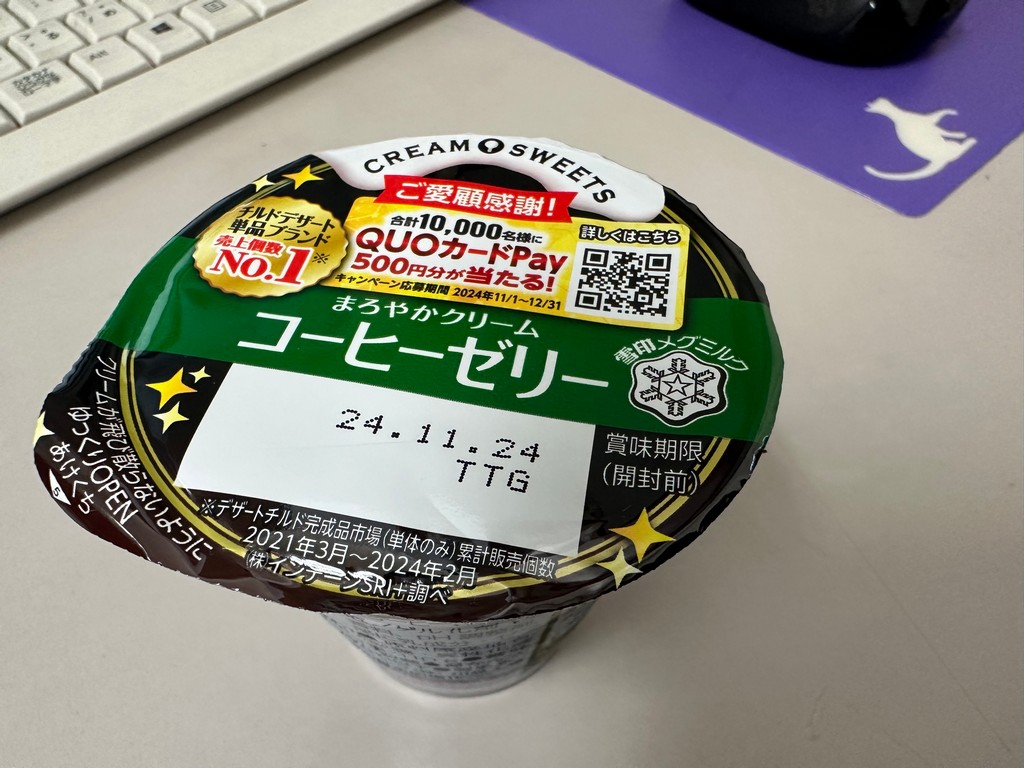 CREAM SWEETS
ご愛顧感謝!
チルドデザート
単品ブランド
売上個数
No.1※
合計10,000名様に
QUOカードPay
500円分が当たる!
キャンペーン応募期間 2024年11/1~12/31
詳しくはこちら
まろやかクリーム
コーヒーゼリー
雪印メグミルク
24.11.24
TTG
賞味期限
(開封前)
クリームが飛び散らないように
ゆっくりOPEN
あけくち
※デザートチルド完成品市場(単体のみ)累計販売個数
2021年3月~2024年2月
(株)インテージSRI+調べ